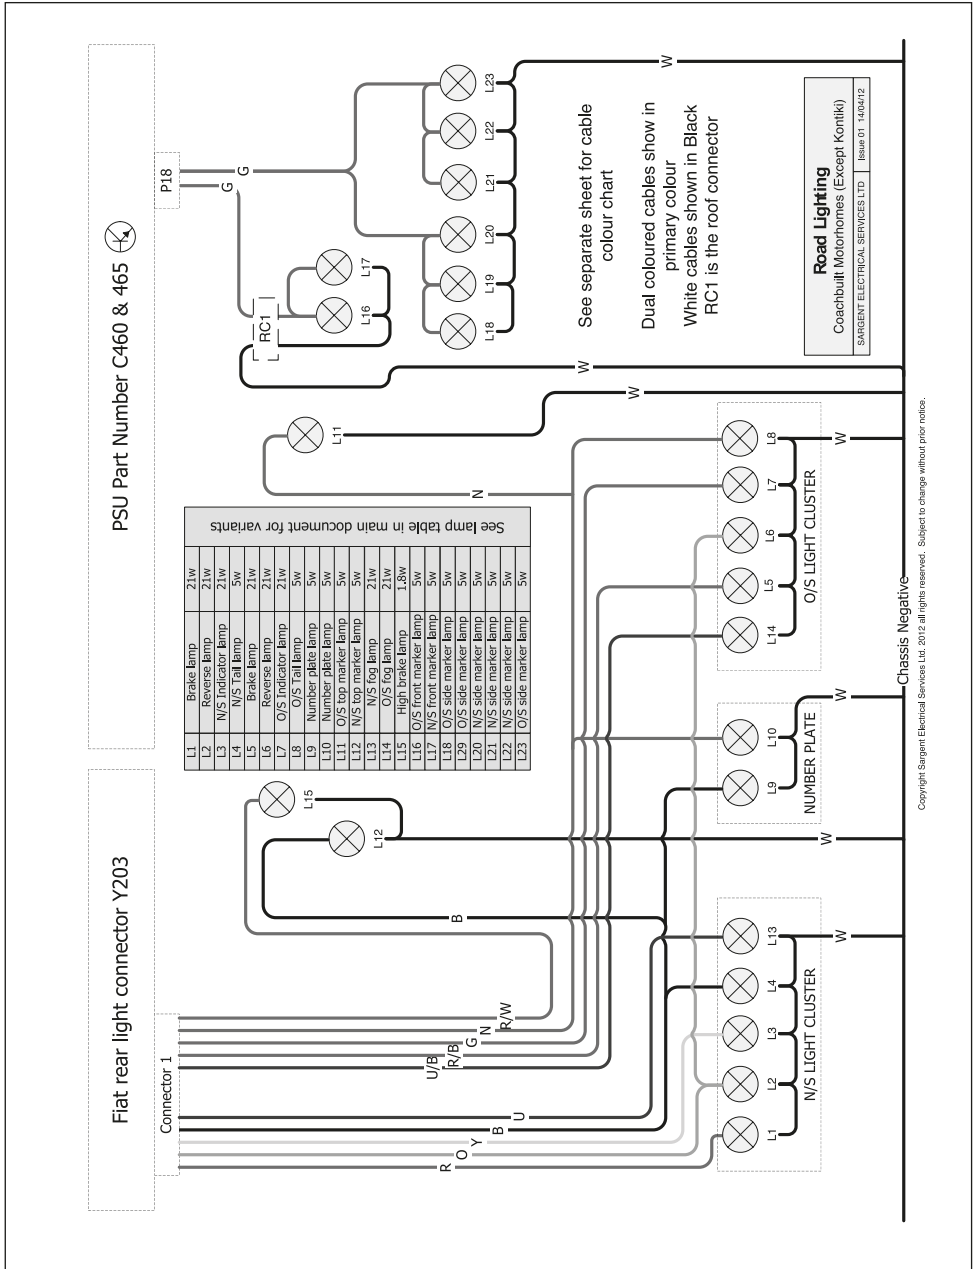 Fiat rear light connector Y203
PSU Part Number C460 & 465
Connector 1
P18
R
O
Y
B
U
U/B
R/B
G
N
R/W
B
N
G
G
RC1
L15
L12
L11
L16
L17
L18
L19
L20
L21
L22
L23
L1 Brake lamp 21w
L2 Reverse lamp 21w
L3 N/S Indicator lamp 21w
L4 N/S Tail lamp 5w
L5 Brake lamp 21w
L6 Reverse lamp 21w
L7 O/S Indicator lamp 21w
L8 O/S Tail lamp 5w
L9 Number plate lamp 5w
L10 Number plate lamp 5w
L11 O/S top marker lamp 5w
L12 N/S top marker lamp 5w
L13 N/S fog lamp 21w
L14 O/S fog lamp 21w
L15 High brake lamp 1.8w
L16 O/S front marker lamp 5w
L17 N/S front marker lamp 5w
L18 O/S side marker lamp 5w
L29 O/S side marker lamp 5w
L20 N/S side marker lamp 5w
L21 N/S side marker lamp 5w
L22 O/S side marker lamp 5w
L23 O/S side marker lamp 5w
See lamp table in main document for variants
See separate sheet for cable
colour chart
Dual coloured cables show in
primary colour
White cables shown in Black
RC1 is the roof connector
L1
L2
L3
L4
L13
N/S LIGHT CLUSTER
L9
L10
NUMBER PLATE
L14
L5
L6
L7
L8
O/S LIGHT CLUSTER
W
W
W
W
W
W
W
Road Lighting
Coachbuilt Motorhomes (Except Kontiki)
SARGENT ELECTRICAL SERVICES LTD Issue 01 14/04/12
Chassis Negative
Copyright Sargent Electrical Services Ltd. 2012 all rights reserved. Subject to change without prior notice.